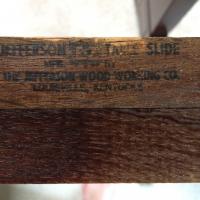 JEFFERSON TABLE SLIDE
THE JEFFERSON WOOD WORKING CO.
LOUISVILLE, KENTUCKY